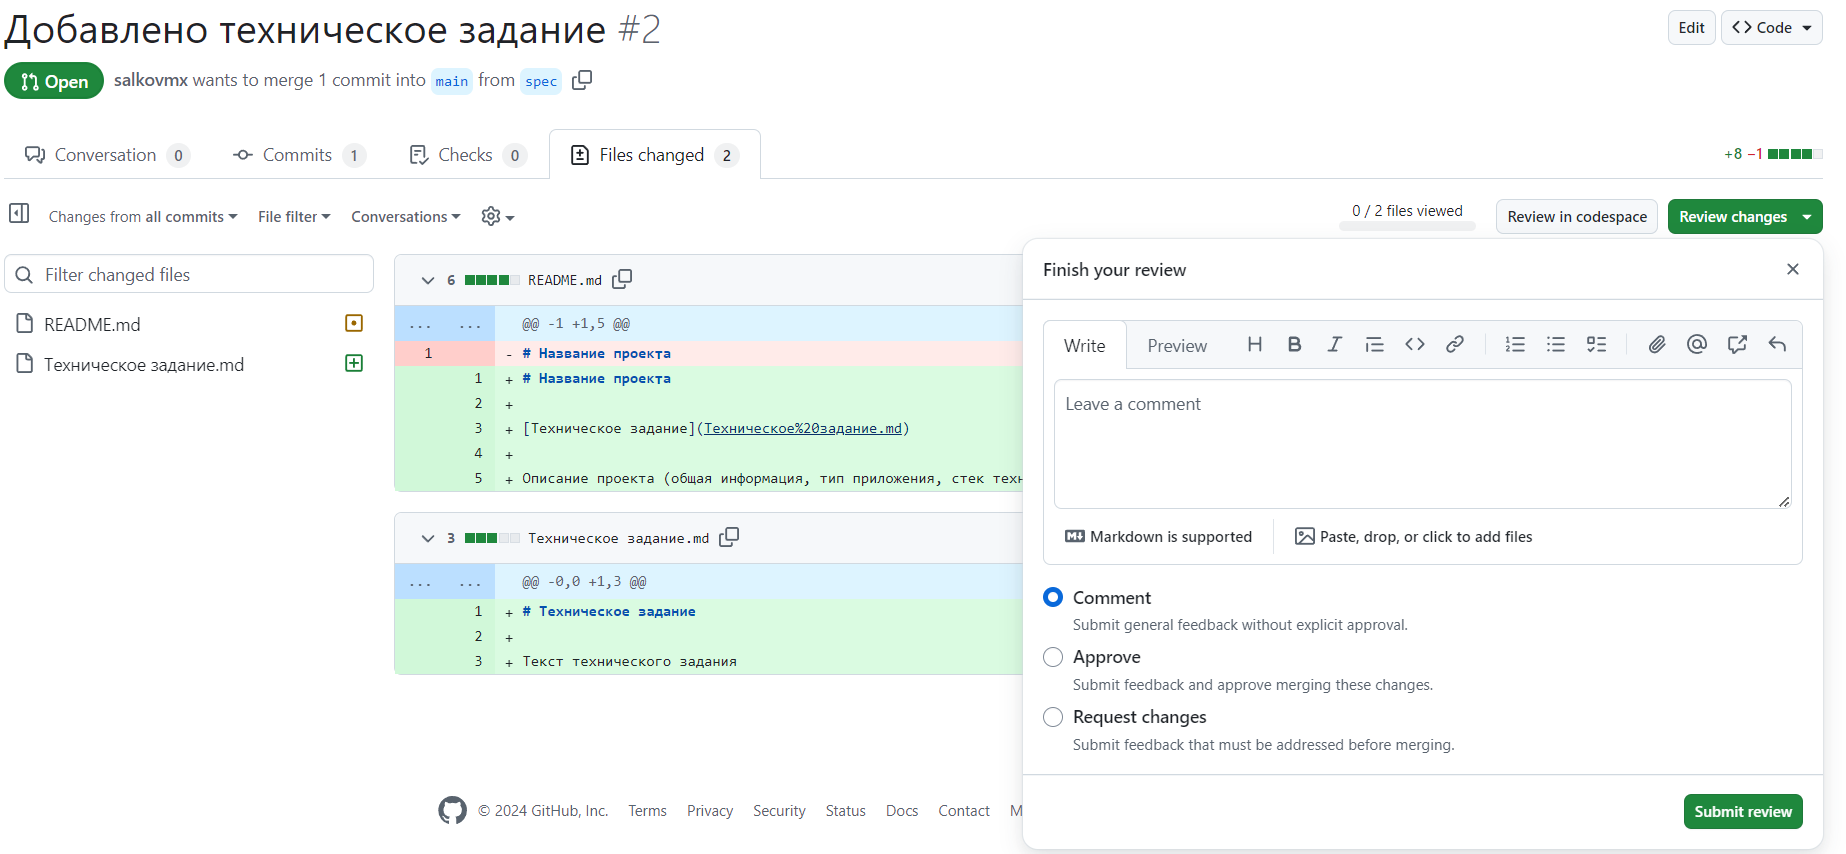 Добавлено техническое задание #2
Edit
Code
Open
salkovmx wants to merge 1 commit into main from spec
Conversation 0
Commits 1
Checks 0
Files changed 2
+8 −1
Changes from all commits
File filter
Conversations
0 / 2 files viewed
Review in codespace
Review changes
Filter changed files
README.md
Техническое задание.md
6 README.md
... ... @@ -1 +1,5 @@
1 - # Название проекта
1 + # Название проекта
2 +
3 + [Техническое задание](Техническое%20задание.md)
4 +
5 + Описание проекта (общая информация, тип приложения, стек техн
3 Техническое задание.md
... ... @@ -0,0 +1,3 @@
1 + # Техническое задание
2 +
3 + Текст технического задания
Finish your review
Write
Preview
Leave a comment
Markdown is supported
Paste, drop, or click to add files
Comment
Submit general feedback without explicit approval.
Approve
Submit feedback and approve merging these changes.
Request changes
Submit feedback that must be addressed before merging.
Submit review
© 2024 GitHub, Inc. Terms Privacy Security Status Docs Contact M